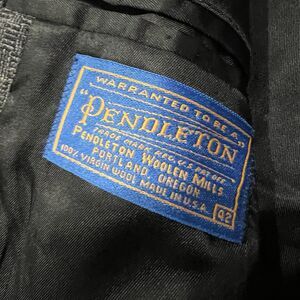 WARRANTED TO BE A
"PENDLETON"
TRADE MARK REG. U.S. PAT. OFF.
PENDLETON WOOLEN MILLS
PORTLAND, OREGON
100% VIRGIN WOOL MADE IN U.S.A.
42